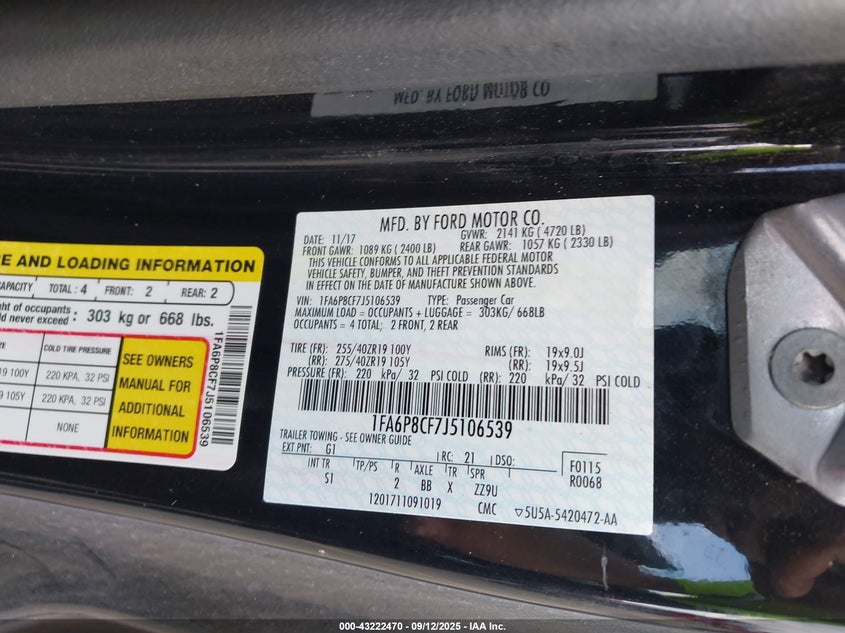 MFD. BY FORD MOTOR CO.
MFD. BY FORD MOTOR CO.
DATE: 11/17 GVWR: 2141 KG ( 4720 LB)
FRONT GAWR: 1089 KG ( 2400 LB) REAR GAWR: 1057 KG ( 2330 LB)
THIS VEHICLE CONFORMS TO ALL APPLICABLE FEDERAL MOTOR
VEHICLE SAFETY, BUMPER, AND THEFT PREVENTION STANDARDS
IN EFFECT ON THE DATE OF MANUFACTURE SHOWN ABOVE.
VIN: 1FA6P8CF7J5106539 TYPE: Passenger Car
MAXIMUM LOAD = OCCUPANTS + LUGGAGE = 303KG/ 668LB
OCCUPANTS = 4 TOTAL; 2 FRONT, 2 REAR
TIRE (FR): 255/40ZR19 100Y RIMS (FR): 19x9.0J
(RR): 275/40ZR19 105Y (RR): 19x9.5J
PRESSURE (FR): 220 kPa/ 32 PSI COLD (RR): 220 kPa/ 32 PSI COLD
1FA6P8CF7J5106539
TRAILER TOWING - SEE OWNER GUIDE
EXT PNT: G1 RC: 21 DSO: F0115
R0068
INT TR TP/PS R AXLE TR SPR
S1 2 BB X ZZ9U
1201711091019 CMC ▽5U5A-5420472-AA
E AND LOADING INFORMATION
CAPACITY TOTAL: 4 FRONT: 2 REAR: 2
ht of occupants :
ld never exceed : 303 kg or 668 lbs.
COLD TIRE PRESSURE
19 100Y 220 KPA, 32 PSI
19 105Y 220 KPA, 32 PSI
NONE
SEE OWNERS
MANUAL FOR
ADDITIONAL
INFORMATION
1FA6P8CF7J5106539
000-43222470 - 09/12/2025 - IAA Inc.